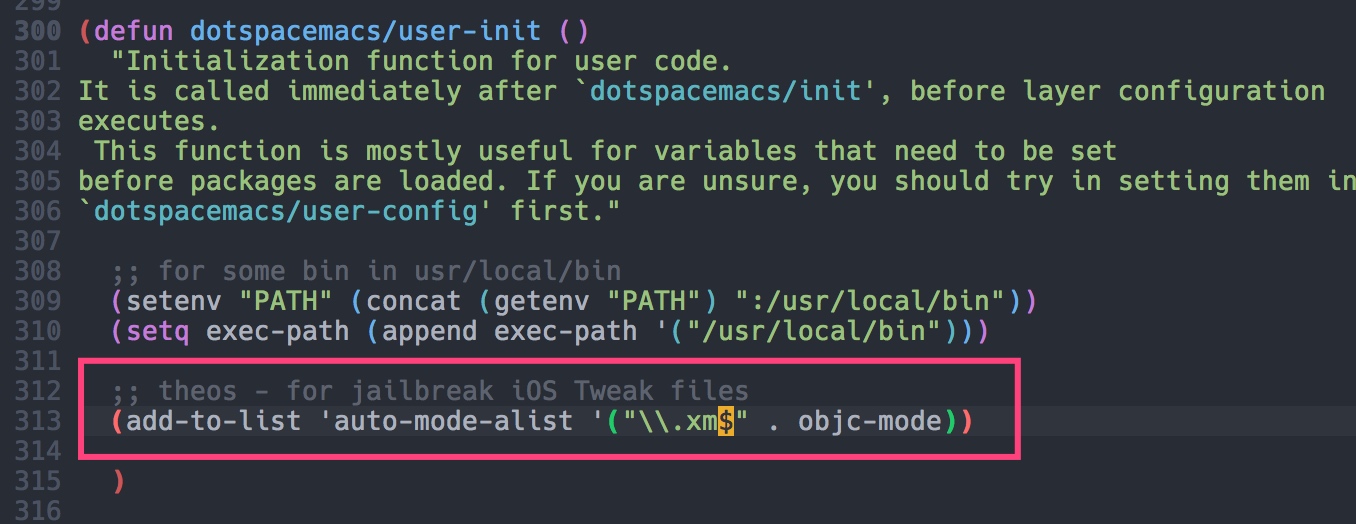 299
300 (defun dotspacemacs/user-init ()
301   "Initialization function for user code.
302 It is called immediately after `dotspacemacs/init', before layer configuration
303 executes.
304  This function is mostly useful for variables that need to be set
305 before packages are loaded. If you are unsure, you should try in setting them in
306 `dotspacemacs/user-config' first."
307
308   ;; for some bin in usr/local/bin
309   (setenv "PATH" (concat (getenv "PATH") ":/usr/local/bin"))
310   (setq exec-path (append exec-path '("/usr/local/bin")))
311
312   ;; theos - for jailbreak iOS Tweak files
313   (add-to-list 'auto-mode-alist '("\\.xm$" . objc-mode))
314
315   )
316